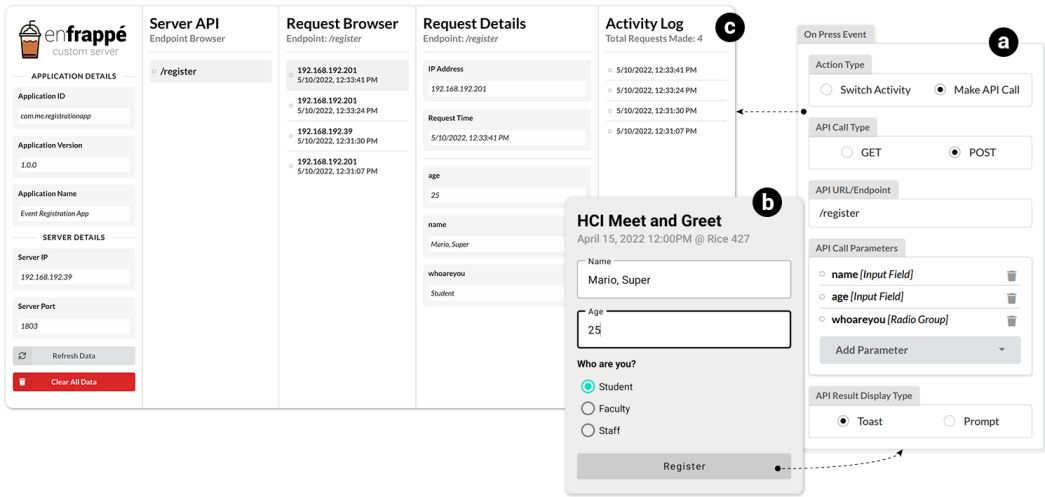 enfrappé
custom server
APPLICATION DETAILS
Application ID
com.me.registrationapp
Application Version
1.0.0
Application Name
Event Registration App
SERVER DETAILS
Server IP
192.168.192.39
Server Port
1803
Refresh Data
Clear All Data
Server API
Endpoint Browser
/register
Request Browser
Endpoint: /register
192.168.192.201
5/10/2022, 12:33:41 PM
192.168.192.201
5/10/2022, 12:33:24 PM
192.168.192.39
5/10/2022, 12:31:30 PM
192.168.192.201
5/10/2022, 12:31:07 PM
Request Details
Endpoint: /register
IP Address
192.168.192.201
Request Time
5/10/2022, 12:33:41 PM
age
25
name
Mario, Super
whoareyou
Student
Activity Log
Total Requests Made: 4
5/10/2022, 12:33:41 PM
5/10/2022, 12:33:24 PM
5/10/2022, 12:31:30 PM
5/10/2022, 12:31:07 PM
c
b
HCI Meet and Greet
April 15, 2022 12:00PM @ Rice 427
Name
Mario, Super
Age
25
Who are you?
Student
Faculty
Staff
Register
a
On Press Event
Action Type
Switch Activity Make API Call
API Call Type
GET POST
API URL/Endpoint
/register
API Call Parameters
name [Input Field]
age [Input Field]
whoareyou [Radio Group]
Add Parameter
API Result Display Type
Toast Prompt